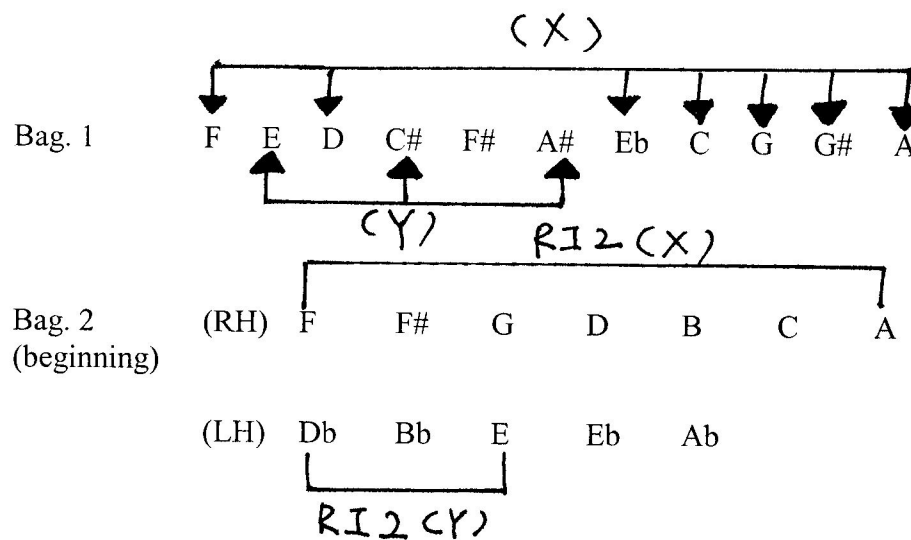 (X)
Bag. 1 F E D C# F# A# Eb C G G# A
(Y) RI2 (X)
Bag. 2 (RH) F F# G D B C A
(beginning)
(LH) Db Bb E Eb Ab
RI2 (Y)